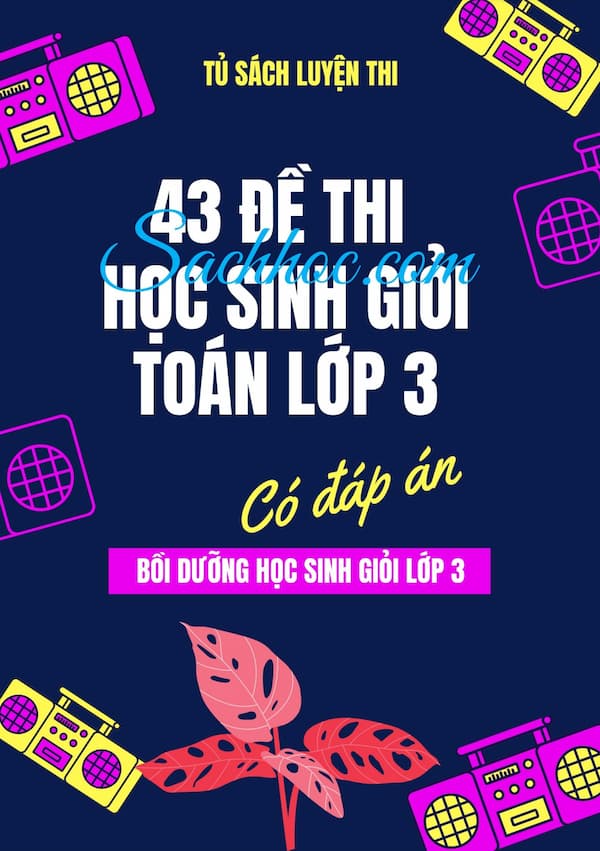 TỦ SÁCH LUYỆN THI
43 ĐỀ THI
Sachhoc.com
HỌC SINH GIỎI
TOÁN LỚP 3
Có đáp án
BỒI DƯỠNG HỌC SINH GIỎI LỚP 3